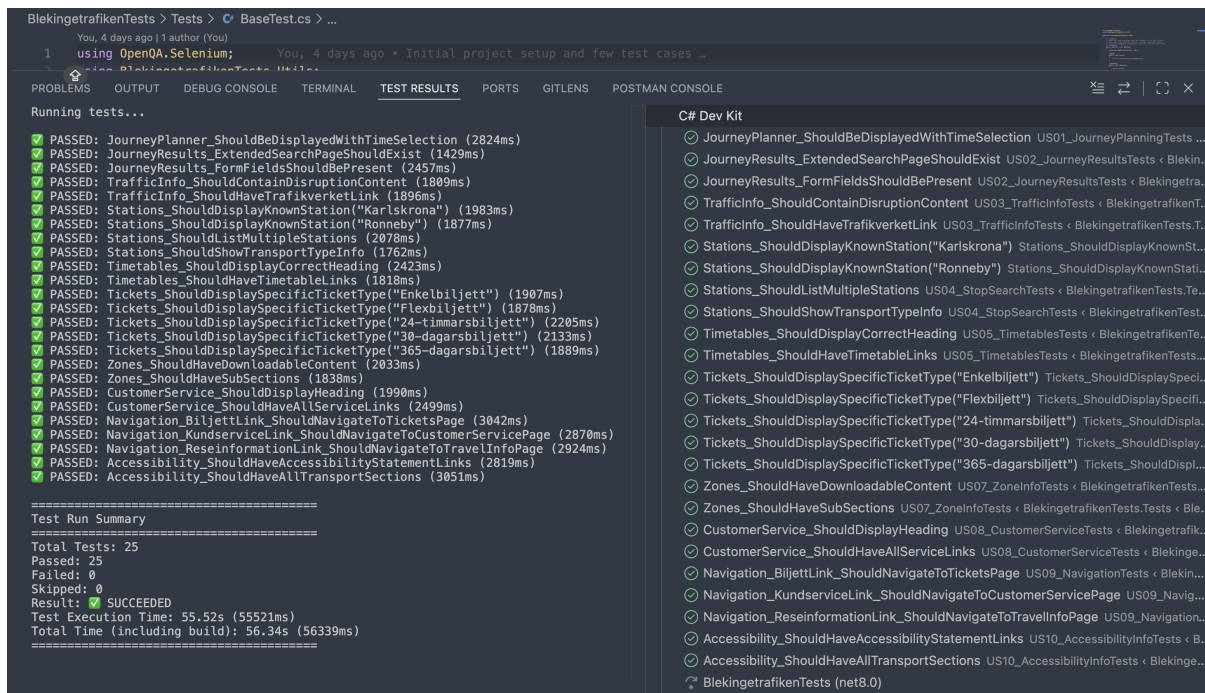 BlekingetrafikenTests > Tests > C# BaseTest.cs > ...
You, 4 days ago | 1 author (You)
1 using OpenQA.Selenium; You, 4 days ago • Initial project setup and few test cases …
PROBLEMS OUTPUT DEBUG CONSOLE TERMINAL TEST RESULTS PORTS GITLENS POSTMAN CONSOLE
Running tests...
✅ PASSED: JourneyPlanner_ShouldBeDisplayedWithTimeSelection (2824ms)
✅ PASSED: JourneyResults_ExtendedSearchPageShouldExist (1429ms)
✅ PASSED: JourneyResults_FormFieldsShouldBePresent (2457ms)
✅ PASSED: TrafficInfo_ShouldContainDisruptionContent (1809ms)
✅ PASSED: TrafficInfo_ShouldHaveTrafikverketLink (1896ms)
✅ PASSED: Stations_ShouldDisplayKnownStation("Karlskrona") (1983ms)
✅ PASSED: Stations_ShouldDisplayKnownStation("Ronneby") (1877ms)
✅ PASSED: Stations_ShouldListMultipleStations (2078ms)
✅ PASSED: Stations_ShouldShowTransportTypeInfo (1762ms)
✅ PASSED: Timetables_ShouldDisplayCorrectHeading (2423ms)
✅ PASSED: Timetables_ShouldHaveTimetableLinks (1818ms)
✅ PASSED: Tickets_ShouldDisplaySpecificTicketType("Enkelbiljett") (1907ms)
✅ PASSED: Tickets_ShouldDisplaySpecificTicketType("Flexbiljett") (1878ms)
✅ PASSED: Tickets_ShouldDisplaySpecificTicketType("24-timmarsbiljett") (2205ms)
✅ PASSED: Tickets_ShouldDisplaySpecificTicketType("30-dagarsbiljett") (2133ms)
✅ PASSED: Tickets_ShouldDisplaySpecificTicketType("365-dagarsbiljett") (1889ms)
✅ PASSED: Zones_ShouldHaveDownloadableContent (2033ms)
✅ PASSED: Zones_ShouldHaveSubSections (1838ms)
✅ PASSED: CustomerService_ShouldDisplayHeading (1990ms)
✅ PASSED: CustomerService_ShouldHaveAllServiceLinks (2499ms)
✅ PASSED: Navigation_BiljettLink_ShouldNavigateToTicketsPage (3042ms)
✅ PASSED: Navigation_KundserviceLink_ShouldNavigateToCustomerServicePage (2870ms)
✅ PASSED: Navigation_ReseinformationLink_ShouldNavigateToTravelInfoPage (2924ms)
✅ PASSED: Accessibility_ShouldHaveAccessibilityStatementLinks (2819ms)
✅ PASSED: Accessibility_ShouldHaveAllTransportSections (3051ms)
========================================
Test Run Summary
========================================
Total Tests: 25
Passed: 25
Failed: 0
Skipped: 0
Result: ✅ SUCCEEDED
Test Execution Time: 55.52s (55521ms)
Total Time (including build): 56.34s (56339ms)
========================================
C# Dev Kit
JourneyPlanner_ShouldBeDisplayedWithTimeSelection US01_JourneyPlanningTests ...
JourneyResults_ExtendedSearchPageShouldExist US02_JourneyResultsTests ‹ Blekin...
JourneyResults_FormFieldsShouldBePresent US02_JourneyResultsTests ‹ Blekingetra...
TrafficInfo_ShouldContainDisruptionContent US03_TrafficInfoTests ‹ BlekingetrafikenT...
TrafficInfo_ShouldHaveTrafikverketLink US03_TrafficInfoTests ‹ BlekingetrafikenTests.T...
Stations_ShouldDisplayKnownStation("Karlskrona") Stations_ShouldDisplayKnownSt...
Stations_ShouldDisplayKnownStation("Ronneby") Stations_ShouldDisplayKnownStati...
Stations_ShouldListMultipleStations US04_StopSearchTests ‹ BlekingetrafikenTests.Te...
Stations_ShouldShowTransportTypeInfo US04_StopSearchTests ‹ BlekingetrafikenTest...
Timetables_ShouldDisplayCorrectHeading US05_TimetablesTests ‹ BlekingetrafikenTe...
Timetables_ShouldHaveTimetableLinks US05_TimetablesTests ‹ BlekingetrafikenTests...
Tickets_ShouldDisplaySpecificTicketType("Enkelbiljett") Tickets_ShouldDisplaySpeci...
Tickets_ShouldDisplaySpecificTicketType("Flexbiljett") Tickets_ShouldDisplaySpecifi...
Tickets_ShouldDisplaySpecificTicketType("24-timmarsbiljett") Tickets_ShouldDispla...
Tickets_ShouldDisplaySpecificTicketType("30-dagarsbiljett") Tickets_ShouldDisplay...
Tickets_ShouldDisplaySpecificTicketType("365-dagarsbiljett") Tickets_ShouldDispl...
Zones_ShouldHaveDownloadableContent US07_ZoneInfoTests ‹ BlekingetrafikenTests...
Zones_ShouldHaveSubSections US07_ZoneInfoTests ‹ BlekingetrafikenTests.Tests ‹ Ble...
CustomerService_ShouldDisplayHeading US08_CustomerServiceTests ‹ Blekingetrafik...
CustomerService_ShouldHaveAllServiceLinks US08_CustomerServiceTests ‹ Blekinge...
Navigation_BiljettLink_ShouldNavigateToTicketsPage US09_NavigationTests ‹ Blekin...
Navigation_KundserviceLink_ShouldNavigateToCustomerServicePage US09_Navig...
Navigation_ReseinformationLink_ShouldNavigateToTravelInfoPage US09_Navigation...
Accessibility_ShouldHaveAccessibilityStatementLinks US10_AccessibilityInfoTests ‹ B...
Accessibility_ShouldHaveAllTransportSections US10_AccessibilityInfoTests ‹ Blekinge...
BlekingetrafikenTests (net8.0)